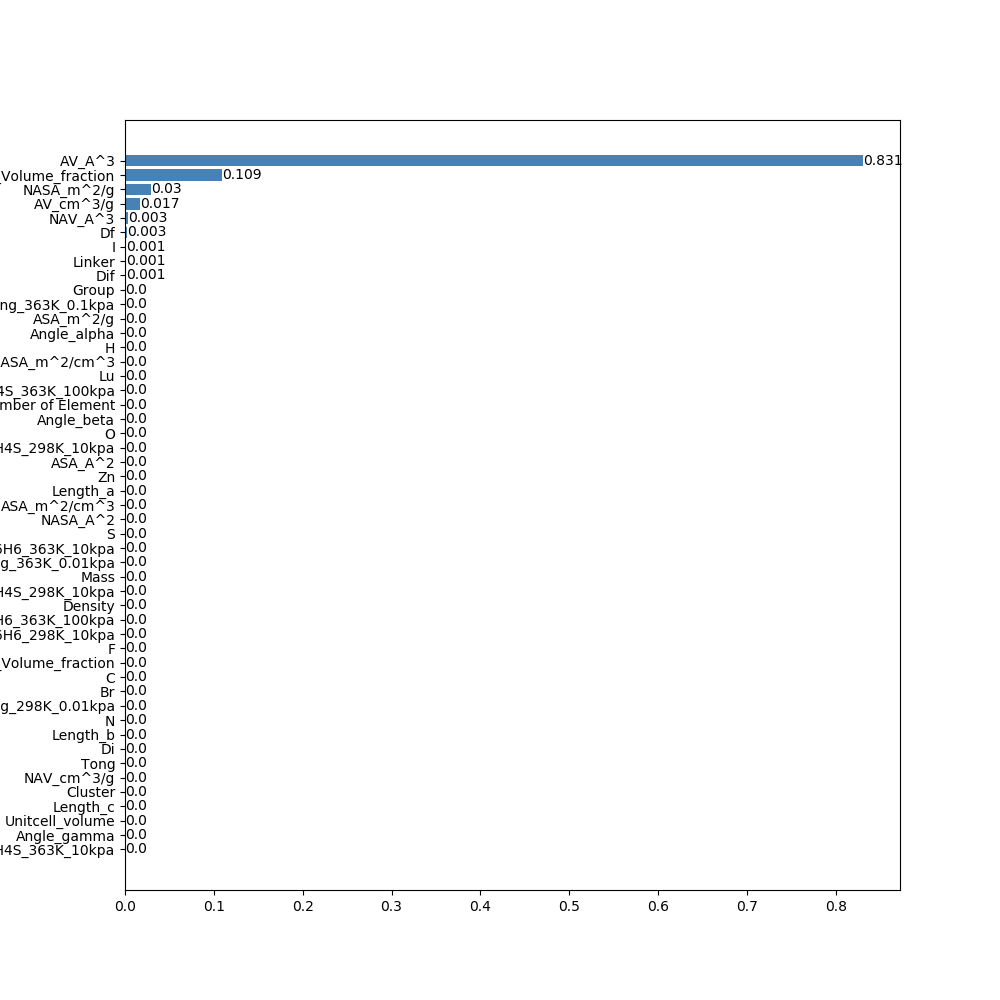 AV_A^3 0.831
_Volume_fraction 0.109
NASA_m^2/g 0.03
AV_cm^3/g 0.017
NAV_A^3 0.003
Df 0.003
I 0.001
Linker 0.001
Dif 0.001
Group 0.0
ng_363K_0.1kpa 0.0
ASA_m^2/g 0.0
Angle_alpha 0.0
H 0.0
ASA_m^2/cm^3 0.0
Lu 0.0
4S_363K_100kpa 0.0
mber of Element 0.0
Angle_beta 0.0
O 0.0
H4S_298K_10kpa 0.0
ASA_A^2 0.0
Zn 0.0
Length_a 0.0
ASA_m^2/cm^3 0.0
NASA_A^2 0.0
S 0.0
6H6_363K_10kpa 0.0
g_363K_0.01kpa 0.0
Mass 0.0
H4S_298K_10kpa 0.0
Density 0.0
H6_363K_100kpa 0.0
6H6_298K_10kpa 0.0
F 0.0
_Volume_fraction 0.0
C 0.0
Br 0.0
g_298K_0.01kpa 0.0
N 0.0
Length_b 0.0
Di 0.0
Tong 0.0
NAV_cm^3/g 0.0
Cluster 0.0
Length_c 0.0
Unitcell_volume 0.0
Angle_gamma 0.0
H4S_363K_10kpa 0.0
0.0 0.1 0.2 0.3 0.4 0.5 0.6 0.7 0.8